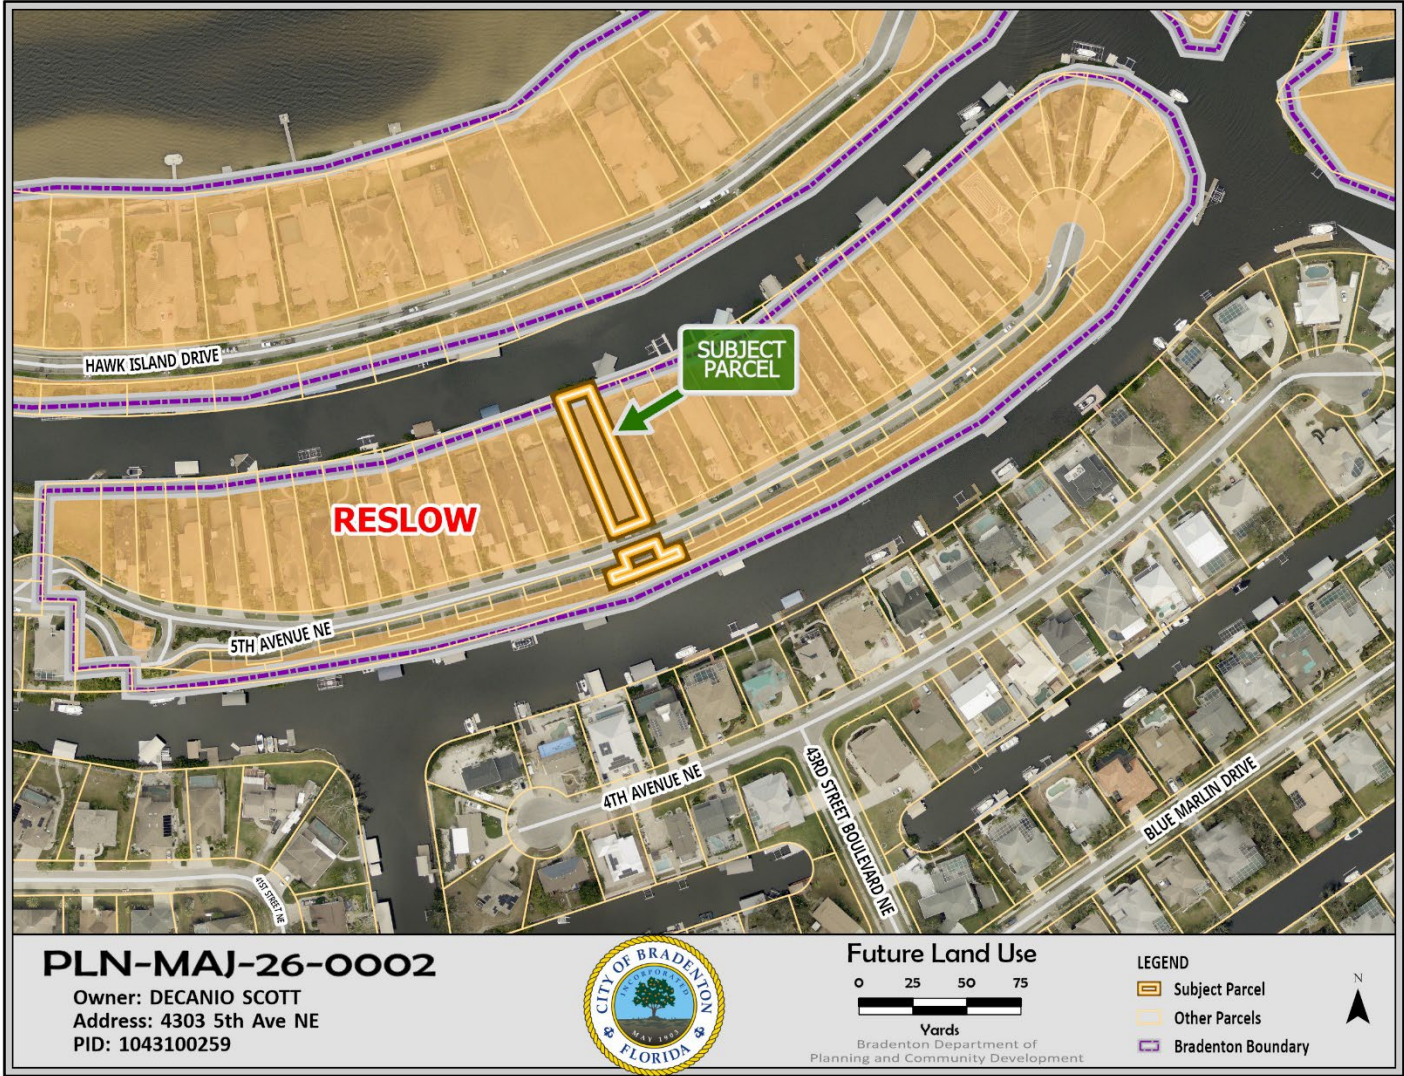 HAWK ISLAND DRIVE
SUBJECT
PARCEL
RESLOW
5TH AVENUE NE
4TH AVENUE NE
43RD STREET BOULEVARD NE
BLUE MARLIN DRIVE
41ST STREET NE
PLN-MAJ-26-0002
Owner: DECANIO SCOTT
Address: 4303 5th Ave NE
PID: 1043100259
CITY OF BRADENTON
INCORPORATED
MAY 1903
FLORIDA
Future Land Use
0 25 50 75
Yards
Bradenton Department of
Planning and Community Development
LEGEND
Subject Parcel
Other Parcels
Bradenton Boundary
N